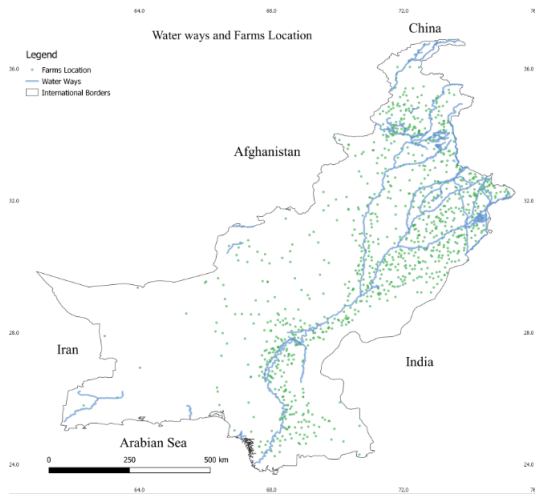 64.0 68.0 72.0 76
Water ways and Farms Location
China
Legend
Farms Location
Water Ways
International Borders
36.0 36.0
Afghanistan
32.0 32.0
28.0 28.0
Iran
India
Arabian Sea
0 250 500 km
24.0 24.0
64.0 68.0 72.0 76